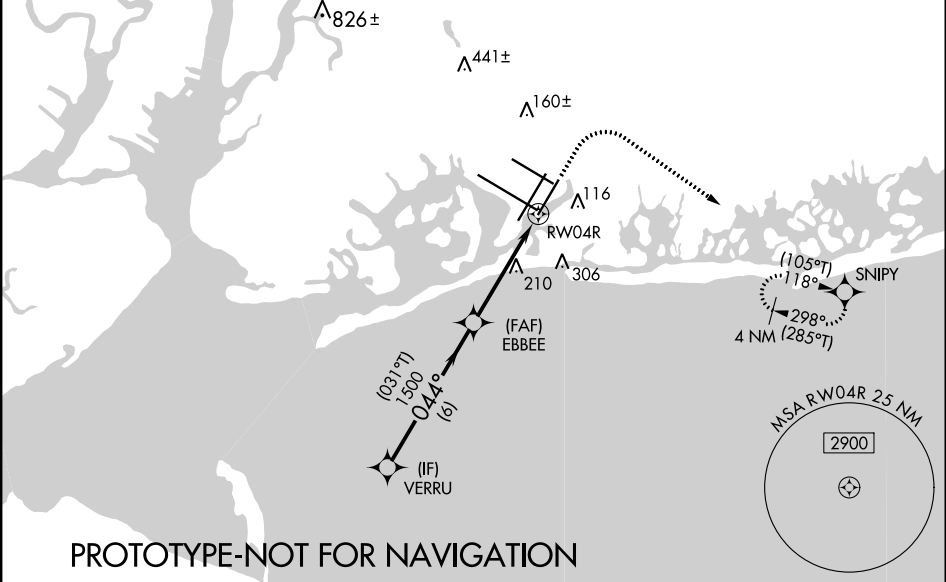 826±
441±
160±
116
RW04R
210
306
(105°T)
118°
SNIPY
298°
4 NM
(285°T)
(FAF)
EBBEE
(031°T)
1500
044°
(6)
(IF)
VERRU
MSA RW04R 25 NM
2900
PROTOTYPE-NOT FOR NAVIGATION